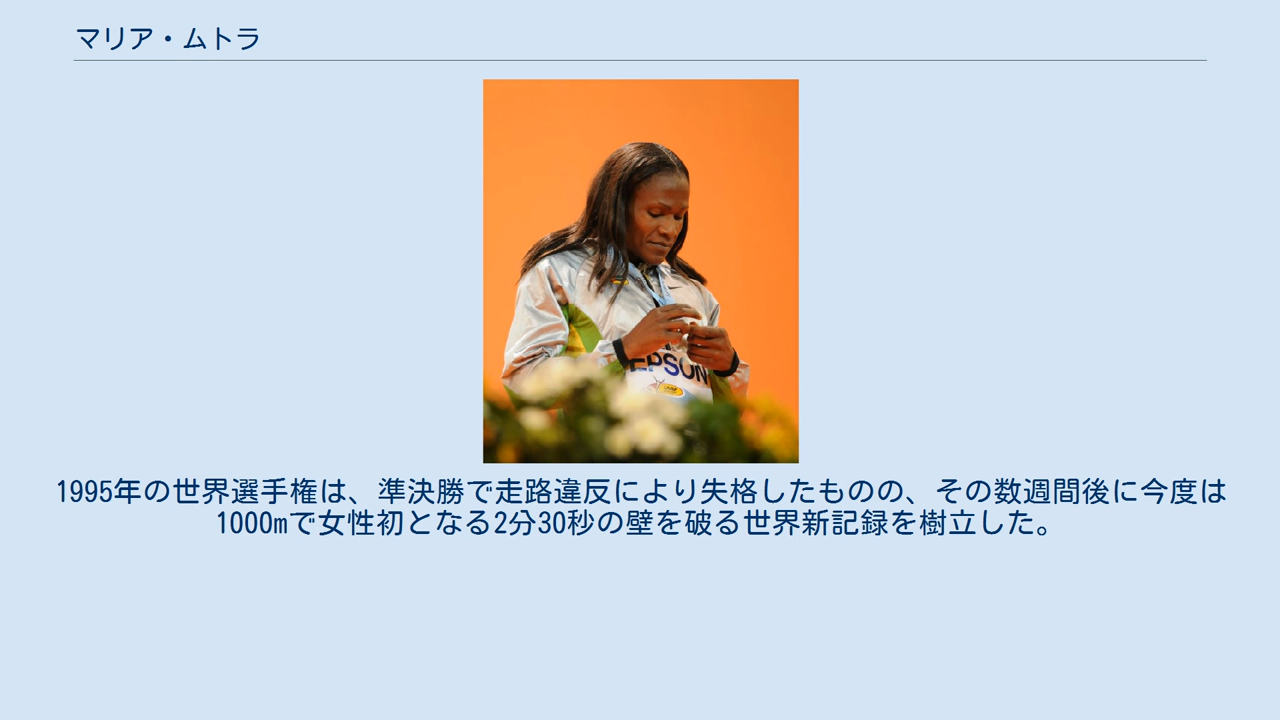 マリア・ムトラ
EPSON
1995年の世界選手権は、準決勝で走路違反により失格したものの、その数週間後に今度は
1000mで女性初となる2分30秒の壁を破る世界新記録を樹立した。